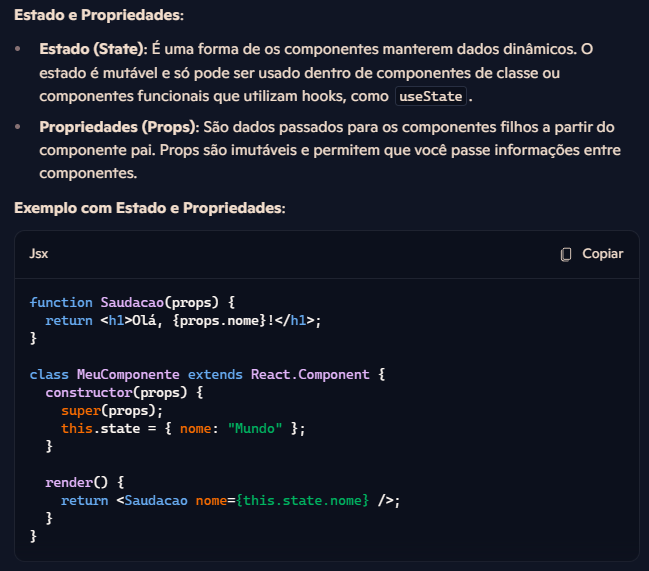 Estado e Propriedades:
• Estado (State): É uma forma de os componentes manterem dados dinâmicos. O
estado é mutável e só pode ser usado dentro de componentes de classe ou
componentes funcionais que utilizam hooks, como useState.
• Propriedades (Props): São dados passados para os componentes filhos a partir do
componente pai. Props são imutáveis e permitem que você passe informações entre
componentes.
Exemplo com Estado e Propriedades:
Jsx Copiar
function Saudacao(props) {
  return <h1>Olá, {props.nome}!</h1>;
}

class MeuComponente extends React.Component {
  constructor(props) {
    super(props);
    this.state = { nome: "Mundo" };
  }

  render() {
    return <Saudacao nome={this.state.nome} />;
  }
}